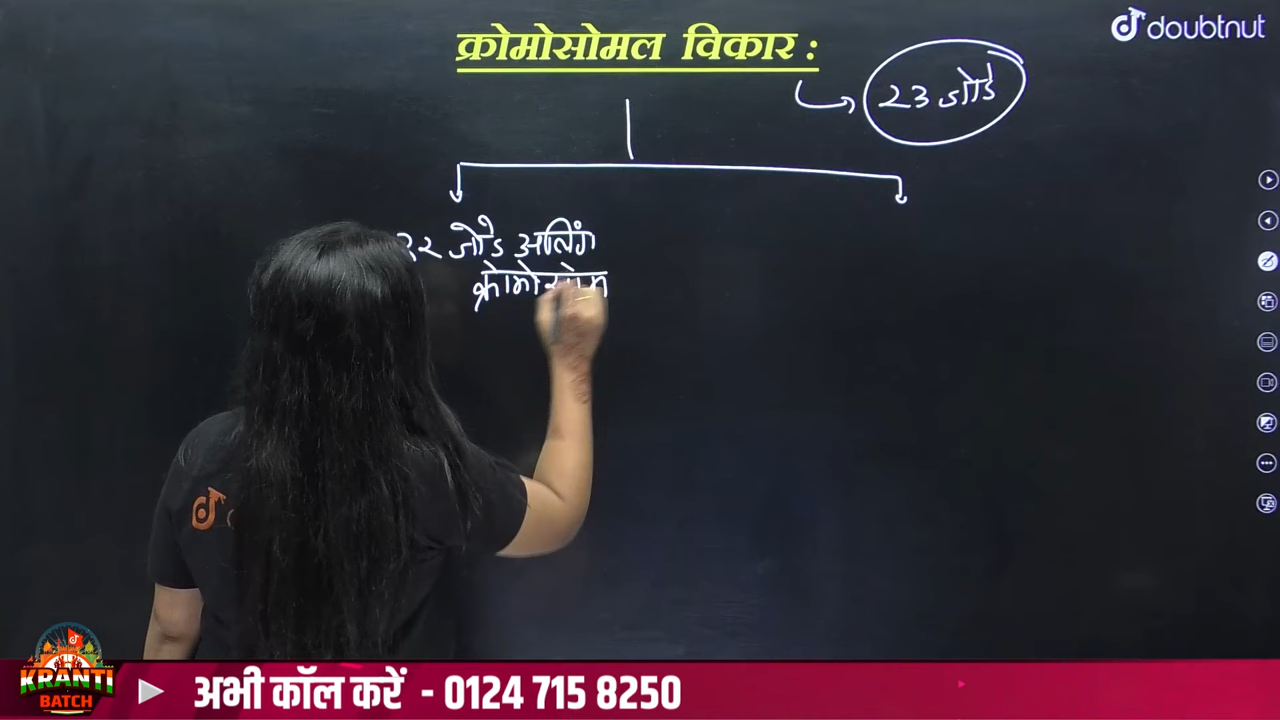 क्रोमोसोमल विकार :
doubtnut
23 जोडे
22 जोडे अलिंग
क्रोमोसोम
KRANTI
BATCH
अभी कॉल करें - 0124 715 8250